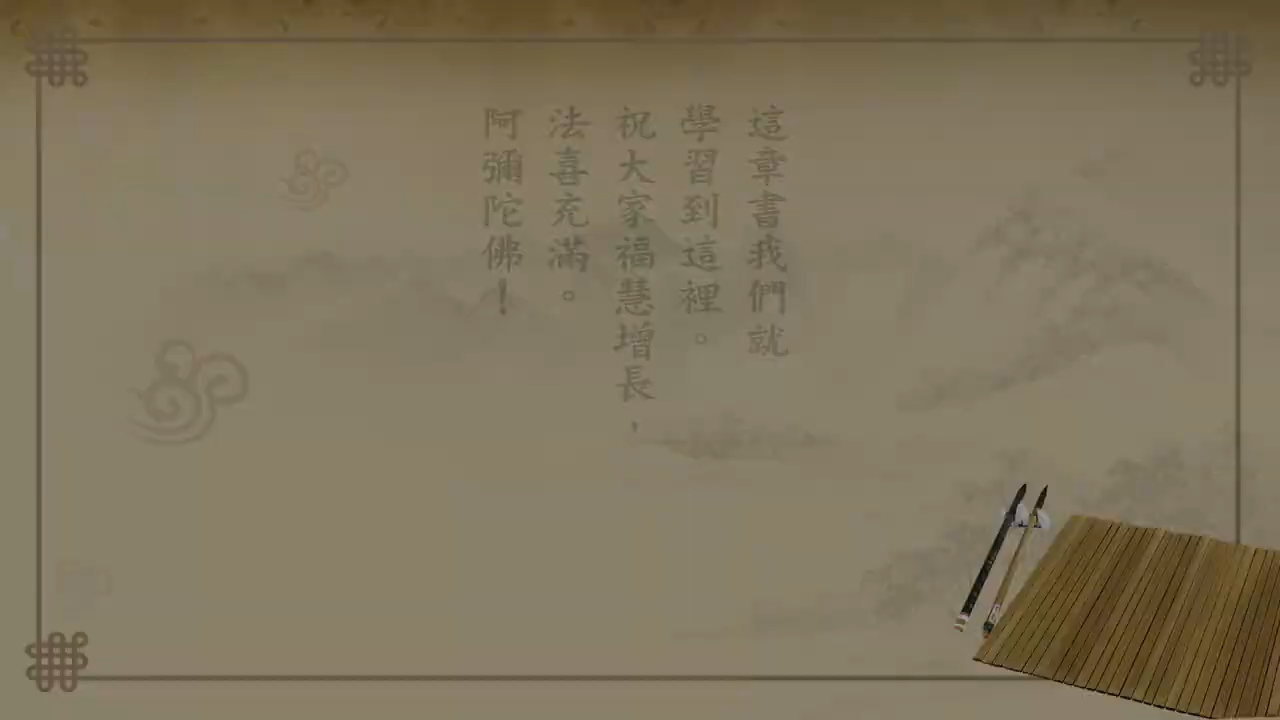 這章書我們就
學習到這裡。
祝大家福慧增長，
法喜充滿。
阿彌陀佛！